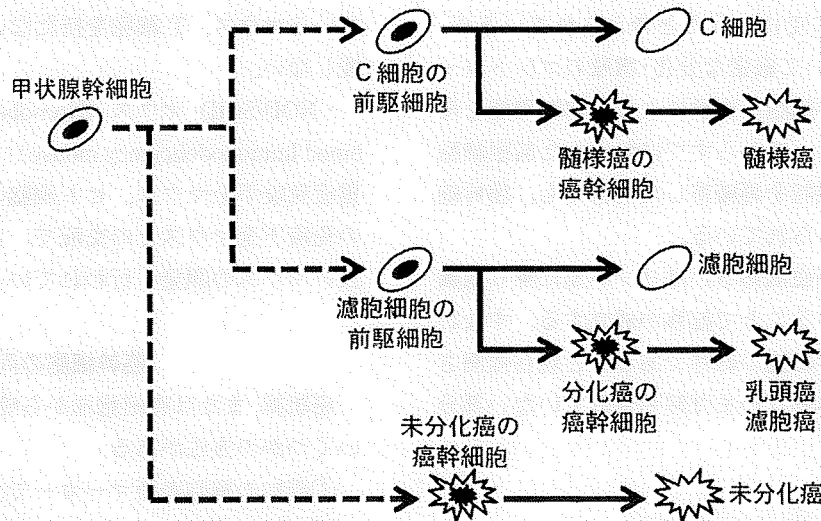 C細胞
甲状腺幹細胞
C細胞の
前駆細胞
髄様癌の
癌幹細胞
髄様癌
濾胞細胞
濾胞細胞の
前駆細胞
分化癌の
癌幹細胞
乳頭癌
濾胞癌
未分化癌の
癌幹細胞
未分化癌